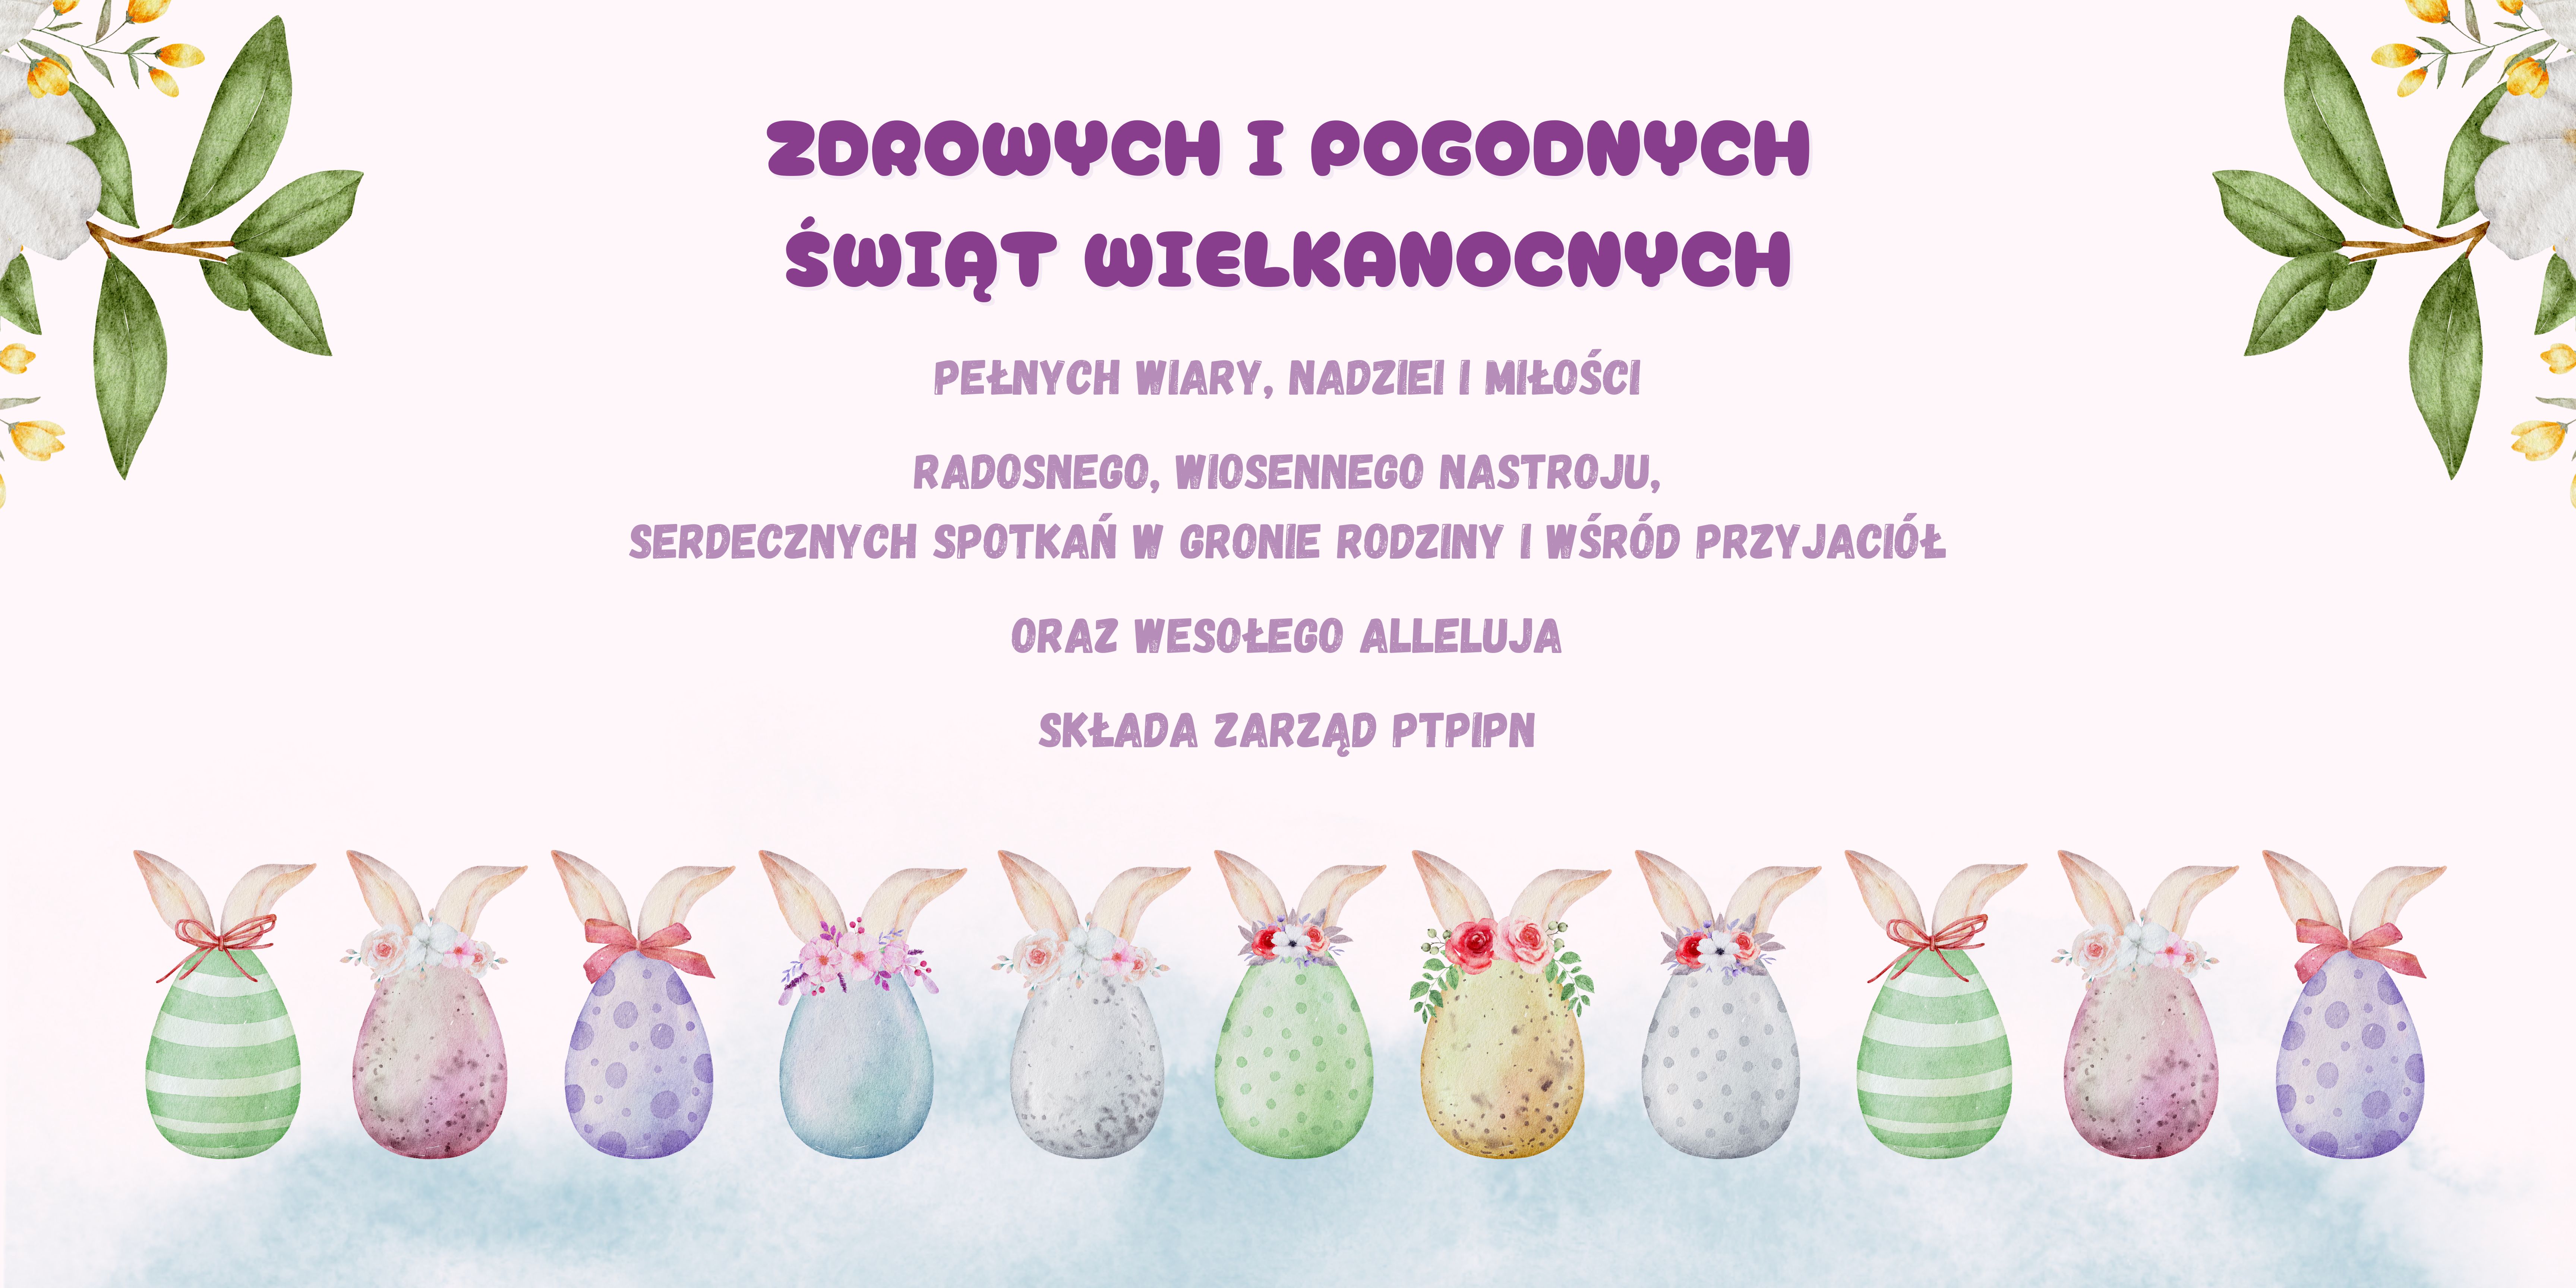 ZDROWYCH I POGODNYCH
ŚWIĄT WIELKANOCNYCH
PEŁNYCH WIARY, NADZIEI I MIŁOŚCI
RADOSNEGO, WIOSENNEGO NASTROJU,
SERDECZNYCH SPOTKAŃ W GRONIE RODZINY I WŚRÓD PRZYJACIÓŁ
ORAZ WESOŁEGO ALLELUJA
SKŁADA ZARZĄD PTPIPN